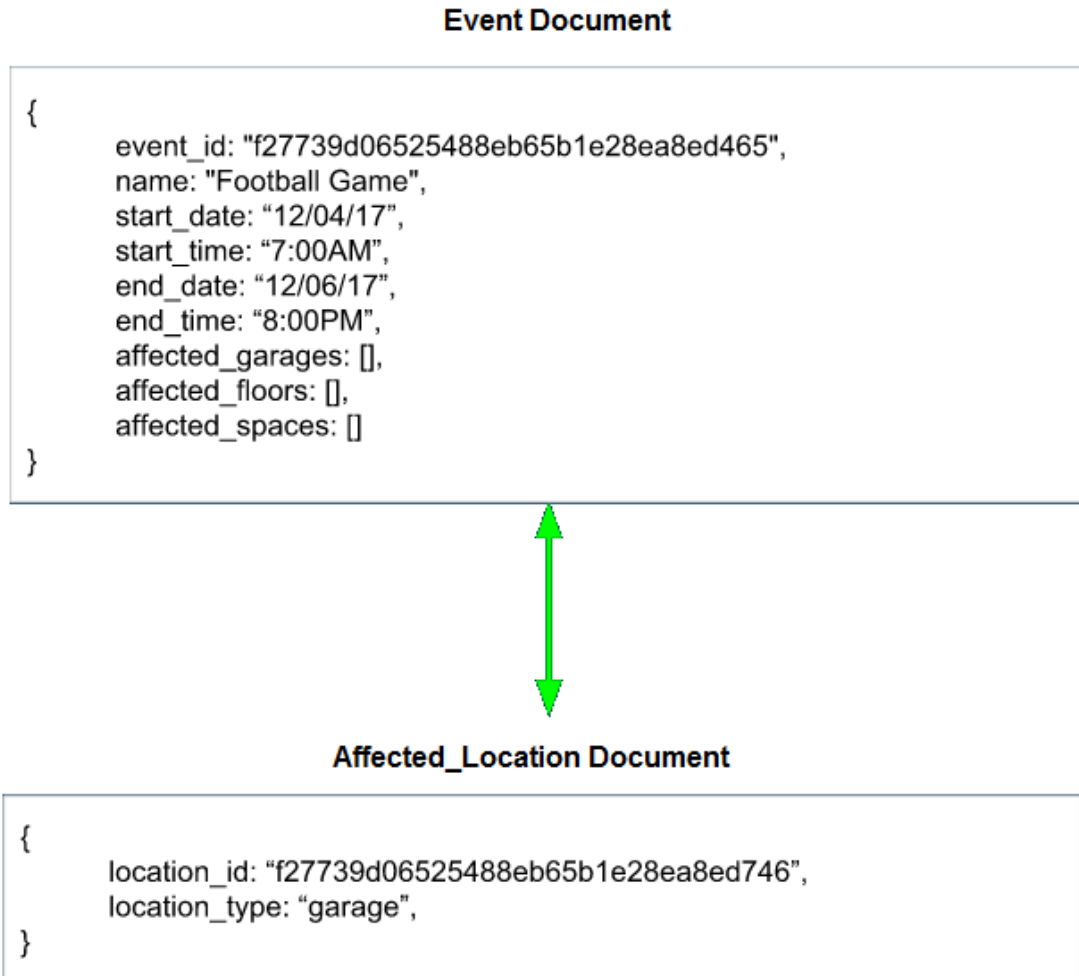 Event Document
{
event_id: "f27739d06525488eb65b1e28ea8ed465",
name: "Football Game",
start_date: “12/04/17”,
start_time: “7:00AM”,
end_date: “12/06/17”,
end_time: “8:00PM”,
affected_garages: [],
affected_floors: [],
affected_spaces: []
}
Affected_Location Document
{
location_id: “f27739d06525488eb65b1e28ea8ed746”,
location_type: “garage”,
}